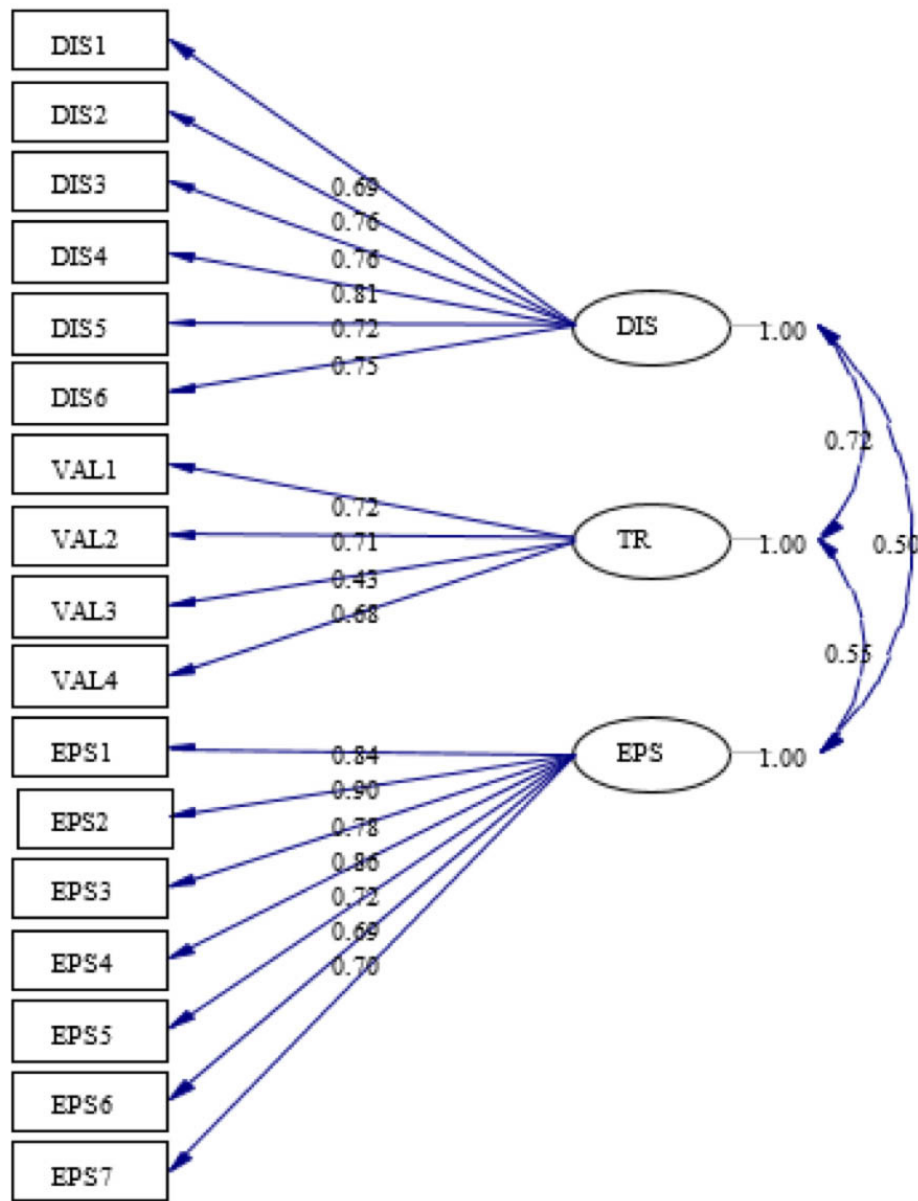 DIS1
DIS2
DIS3
DIS4
DIS5
DIS6
VAL1
VAL2
VAL3
VAL4
EPS1
EPS2
EPS3
EPS4
EPS5
EPS6
EPS7
0.69
0.76
0.76
0.81
0.72
0.75
0.72
0.71
0.43
0.68
0.84
0.90
0.78
0.86
0.72
0.69
0.70
DIS
TR
EPS
1.00
1.00
1.00
0.72
0.50
0.55